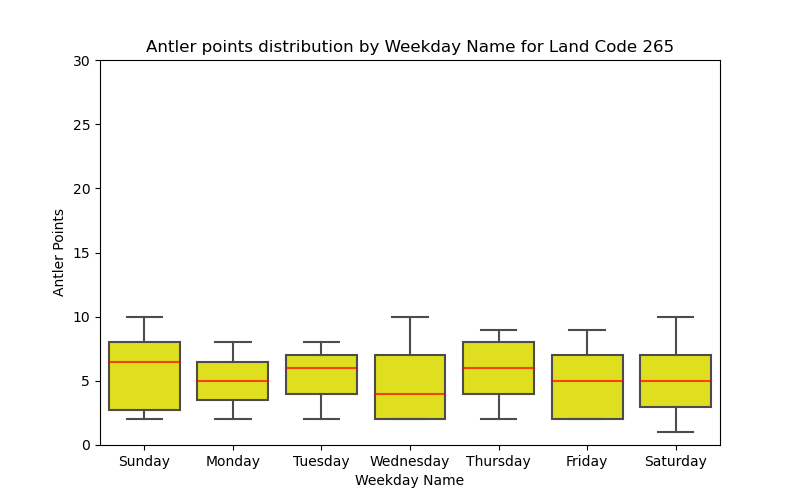 Antler points distribution by Weekday Name for Land Code 265
Antler Points
30
25
20
15
10
5
0
Sunday Monday Tuesday Wednesday Thursday Friday Saturday
Weekday Name